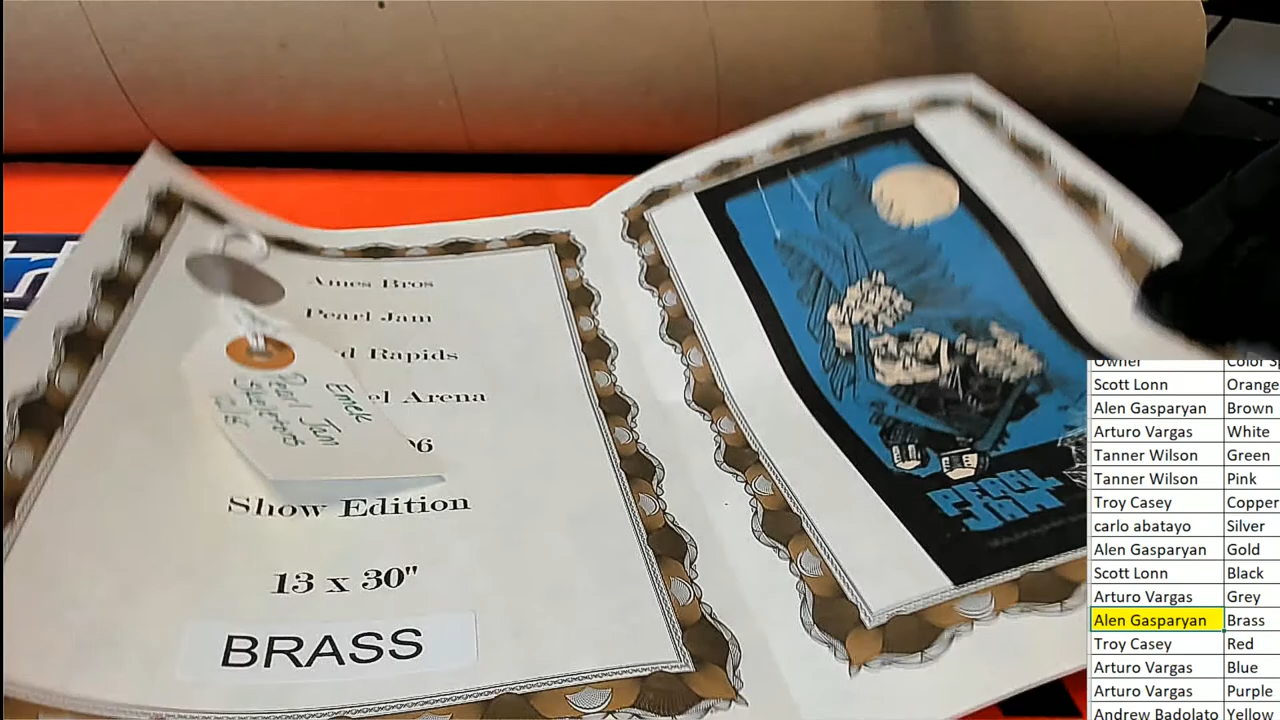 Ames Bros
Pearl Jam
d Rapids
el Arena
6
Show Edition
13 x 30"
BRASS
Emek
Pearl Jam
PEARL
JAM
Owner Color S
Scott Lonn Orange
Alen Gasparyan Brown
Arturo Vargas White
Tanner Wilson Green
Tanner Wilson Pink
Troy Casey Copper
carlo abatayo Silver
Alen Gasparyan Gold
Scott Lonn Black
Arturo Vargas Grey
Alen Gasparyan Brass
Troy Casey Red
Arturo Vargas Blue
Arturo Vargas Purple
Andrew Badolato Yellow